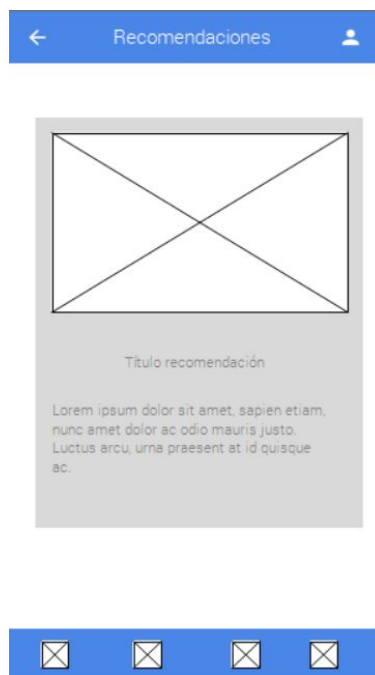 Recomendaciones
Título recomendación
Lorem ipsum dolor sit amet, sapien etiam,
nunc amet dolor ac odio mauris justo.
Luctus arcu, urna praesent at id quisque
ac.